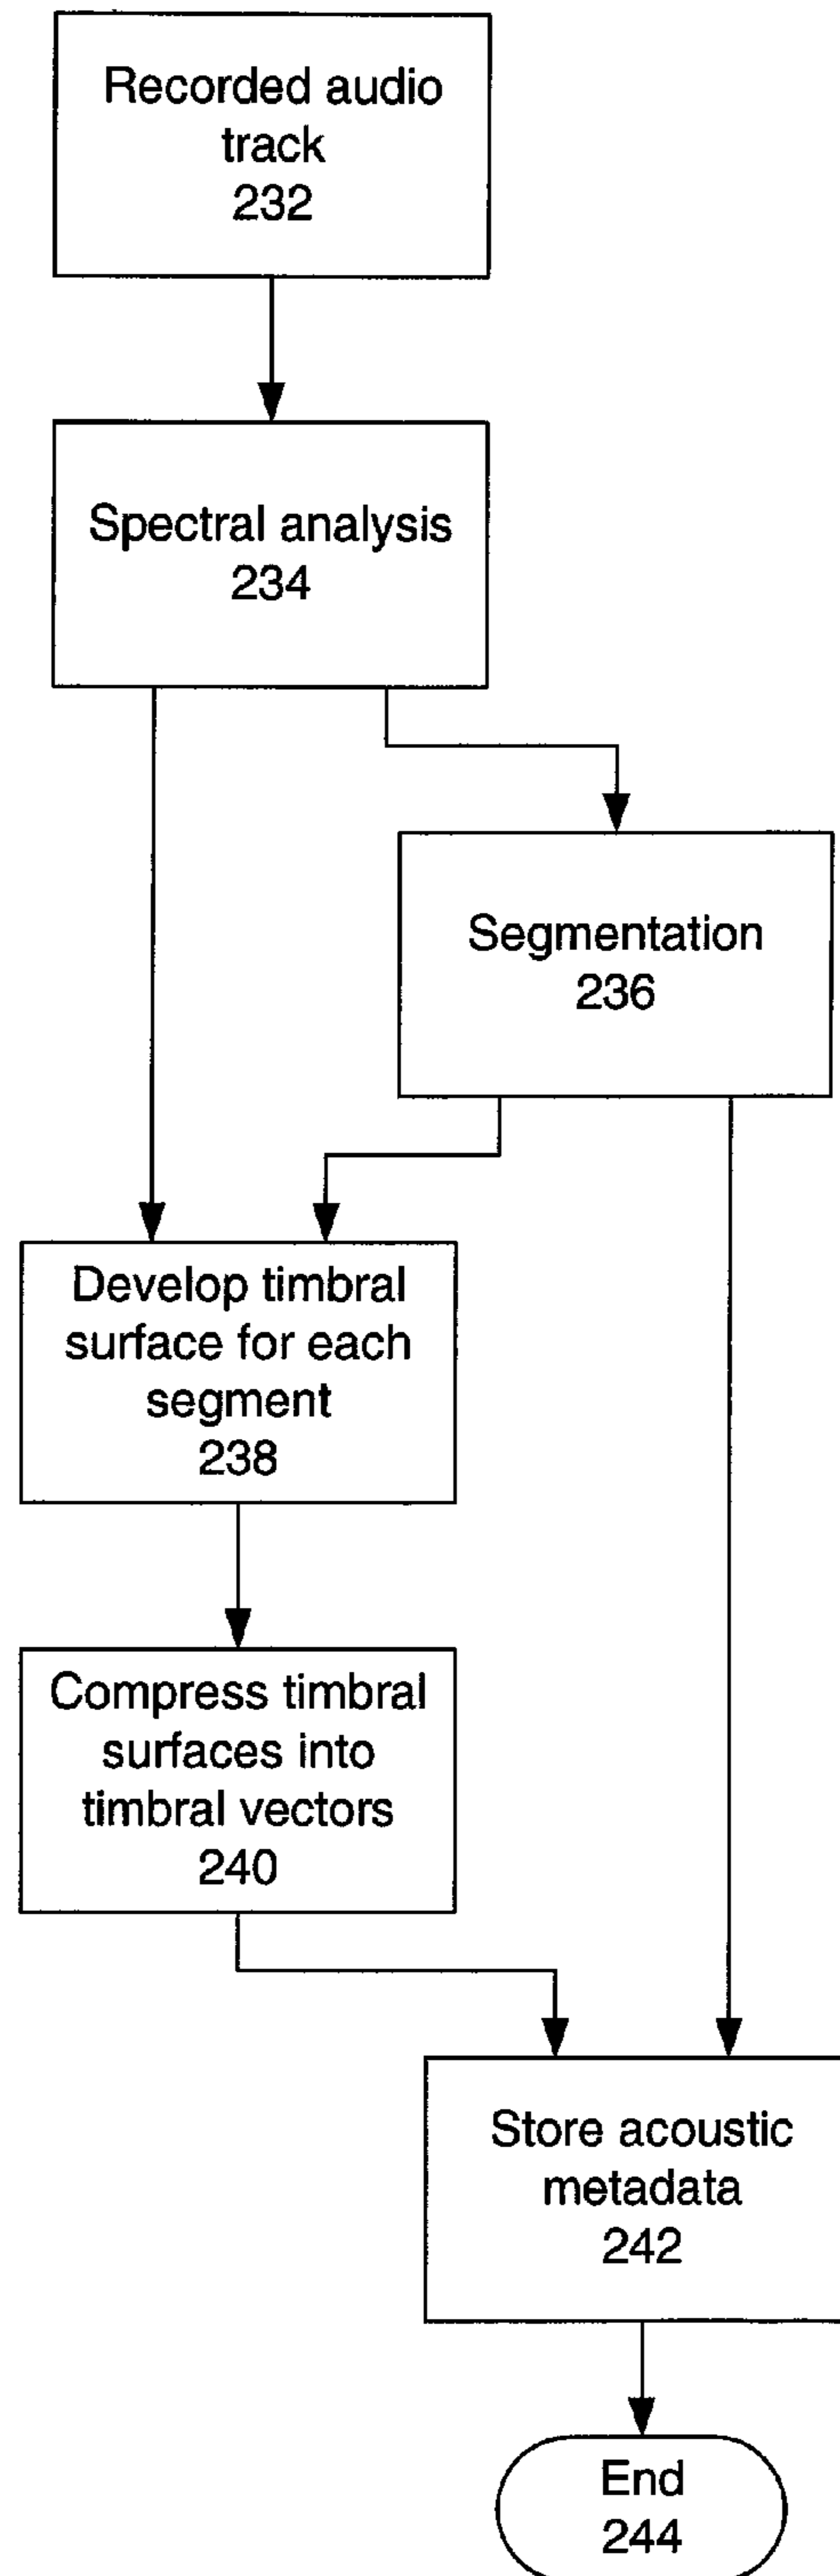 Recorded audio
track
232
Spectral analysis
234
Segmentation
236
Develop timbral
surface for each
segment
238
Compress timbral
surfaces into
timbral vectors
240
Store acoustic
metadata
242
End
244